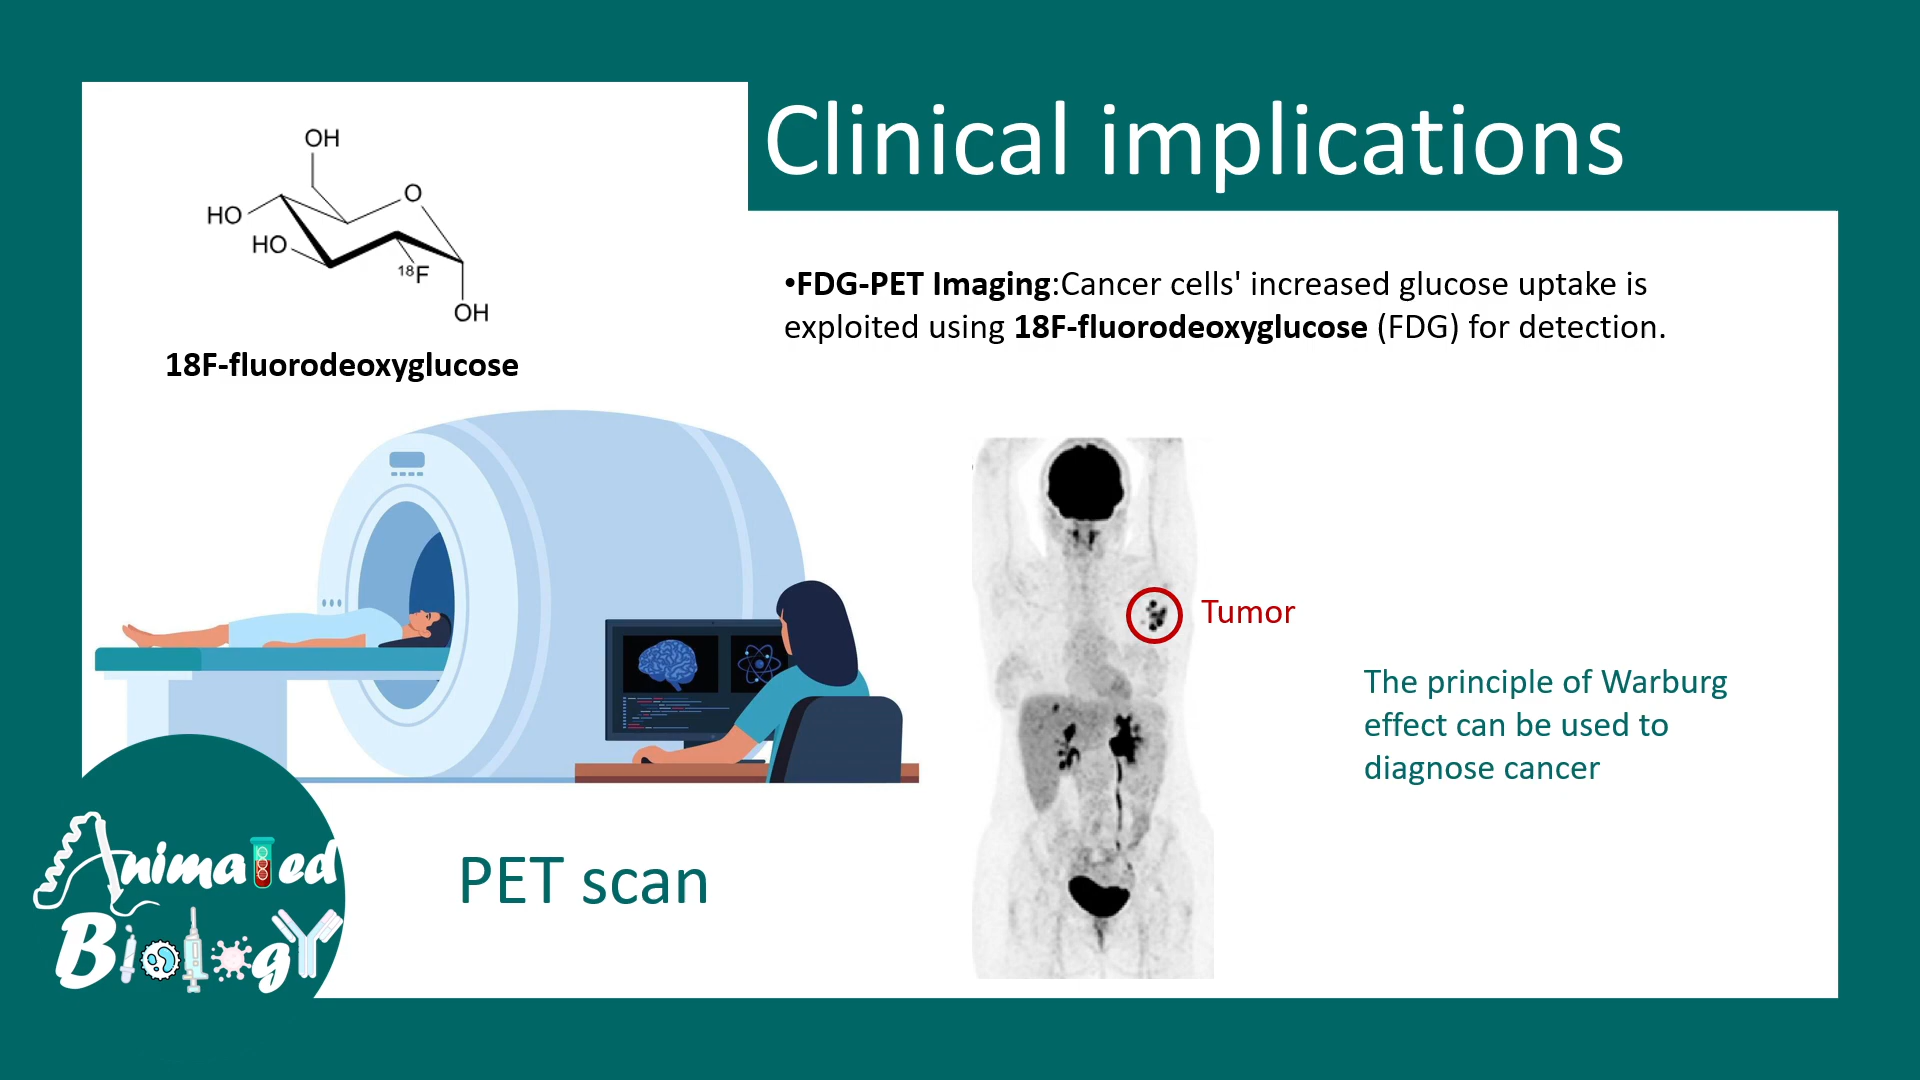 Clinical implications
OH
O
HO
HO
18F
OH
18F-fluorodeoxyglucose
•FDG-PET Imaging:Cancer cells' increased glucose uptake is
exploited using 18F-fluorodeoxyglucose (FDG) for detection.
Tumor
The principle of Warburg
effect can be used to
diagnose cancer
PET scan
Animated
Biology